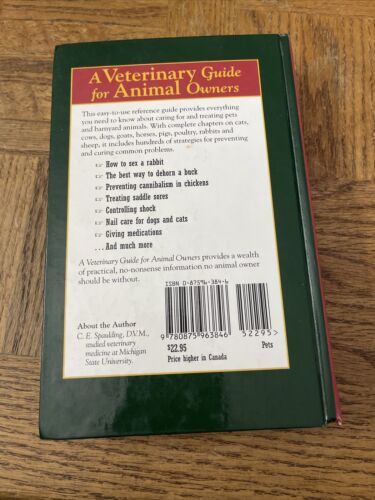 A Veterinary Guide
for Animal Owners
This easy-to-use reference guide provides everything
you need to know about caring for and treating pets
and barnyard animals. With complete chapters on cats,
cows, dogs, goats, horses, pigs, poultry, rabbits and
sheep, it includes hundreds of strategies for preventing
and curing common problems.
How to sex a rabbit
The best way to dehorn a buck
Preventing cannibalism in chickens
Treating saddle sores
Controlling shock
Nail care for dogs and cats
Giving medications
. . . And much more
A Veterinary Guide for Animal Owners provides a wealth
of practical, no-nonsense information no animal owner
should be without.
About the Author
C. E. Spaulding, D.V.M.,
studied veterinary
medicine at Michigan
State University.
ISBN 0-87596-384-6
9 780875 963846
52295
$22.95
Price higher in Canada
Pets